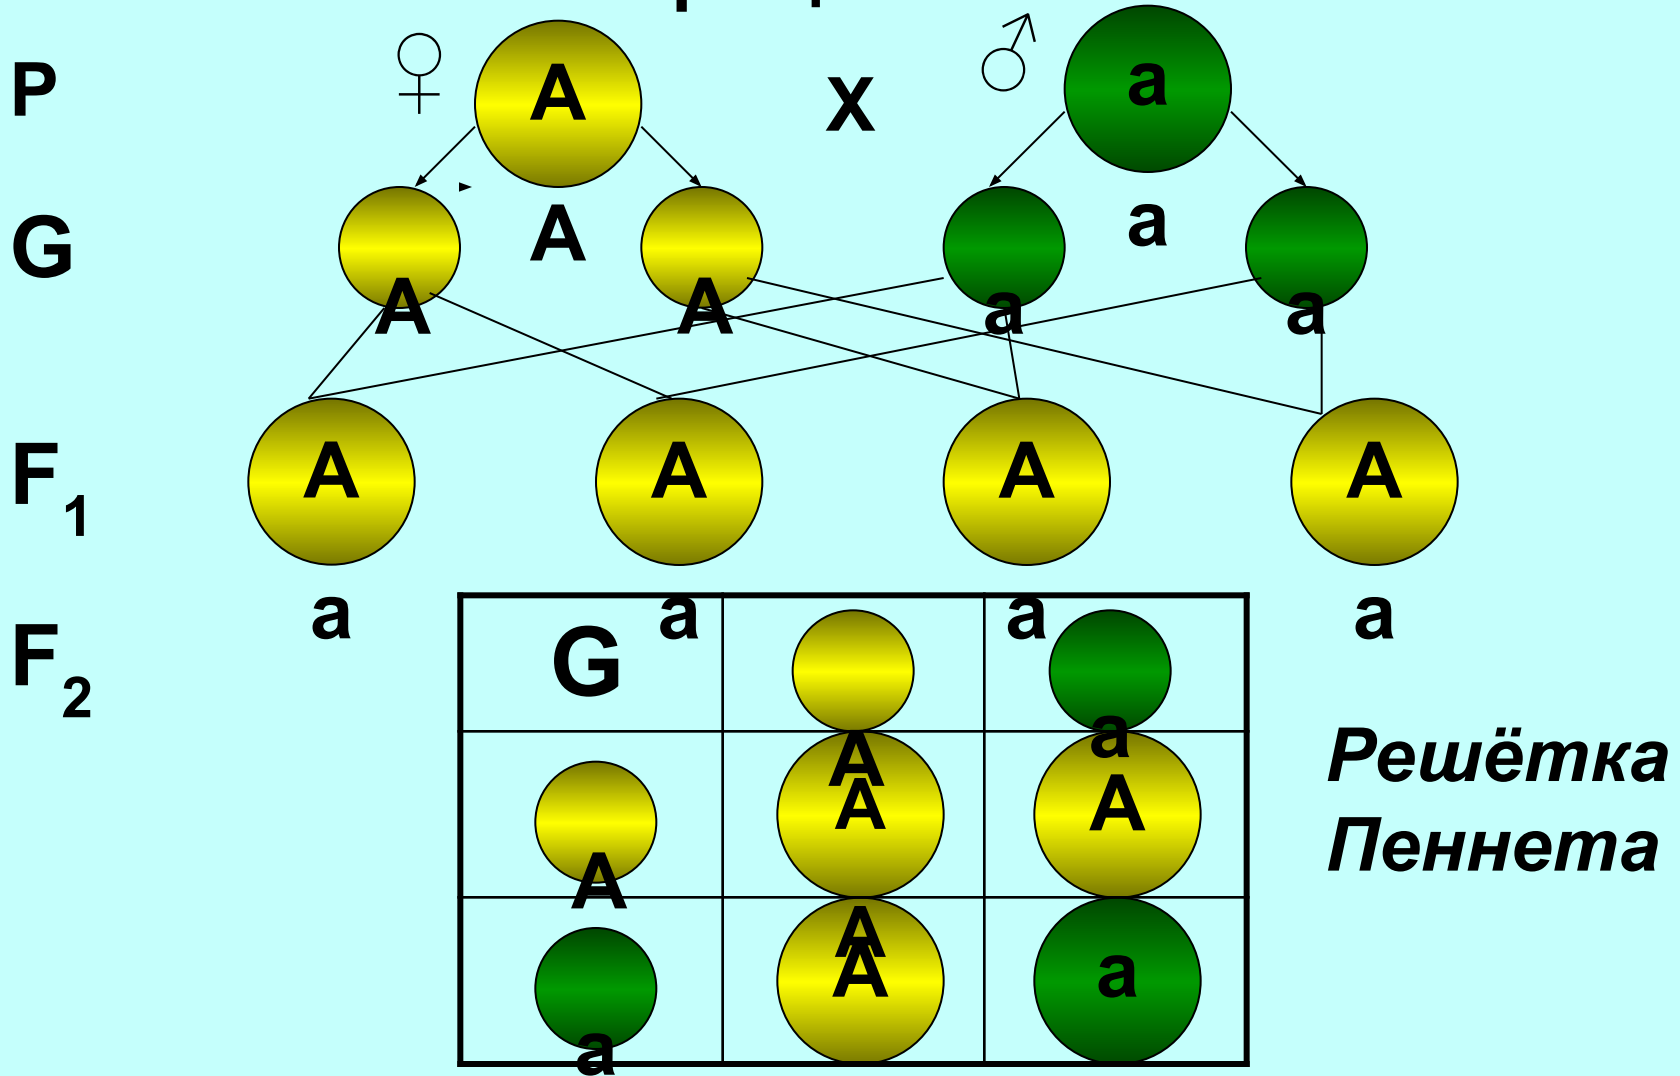 P ♀ A X ♂ a
G A a
A A a a
F1 A A A A
a a a a
F2 G
A a
A A
A A
A a
a
Решётка
Пеннета